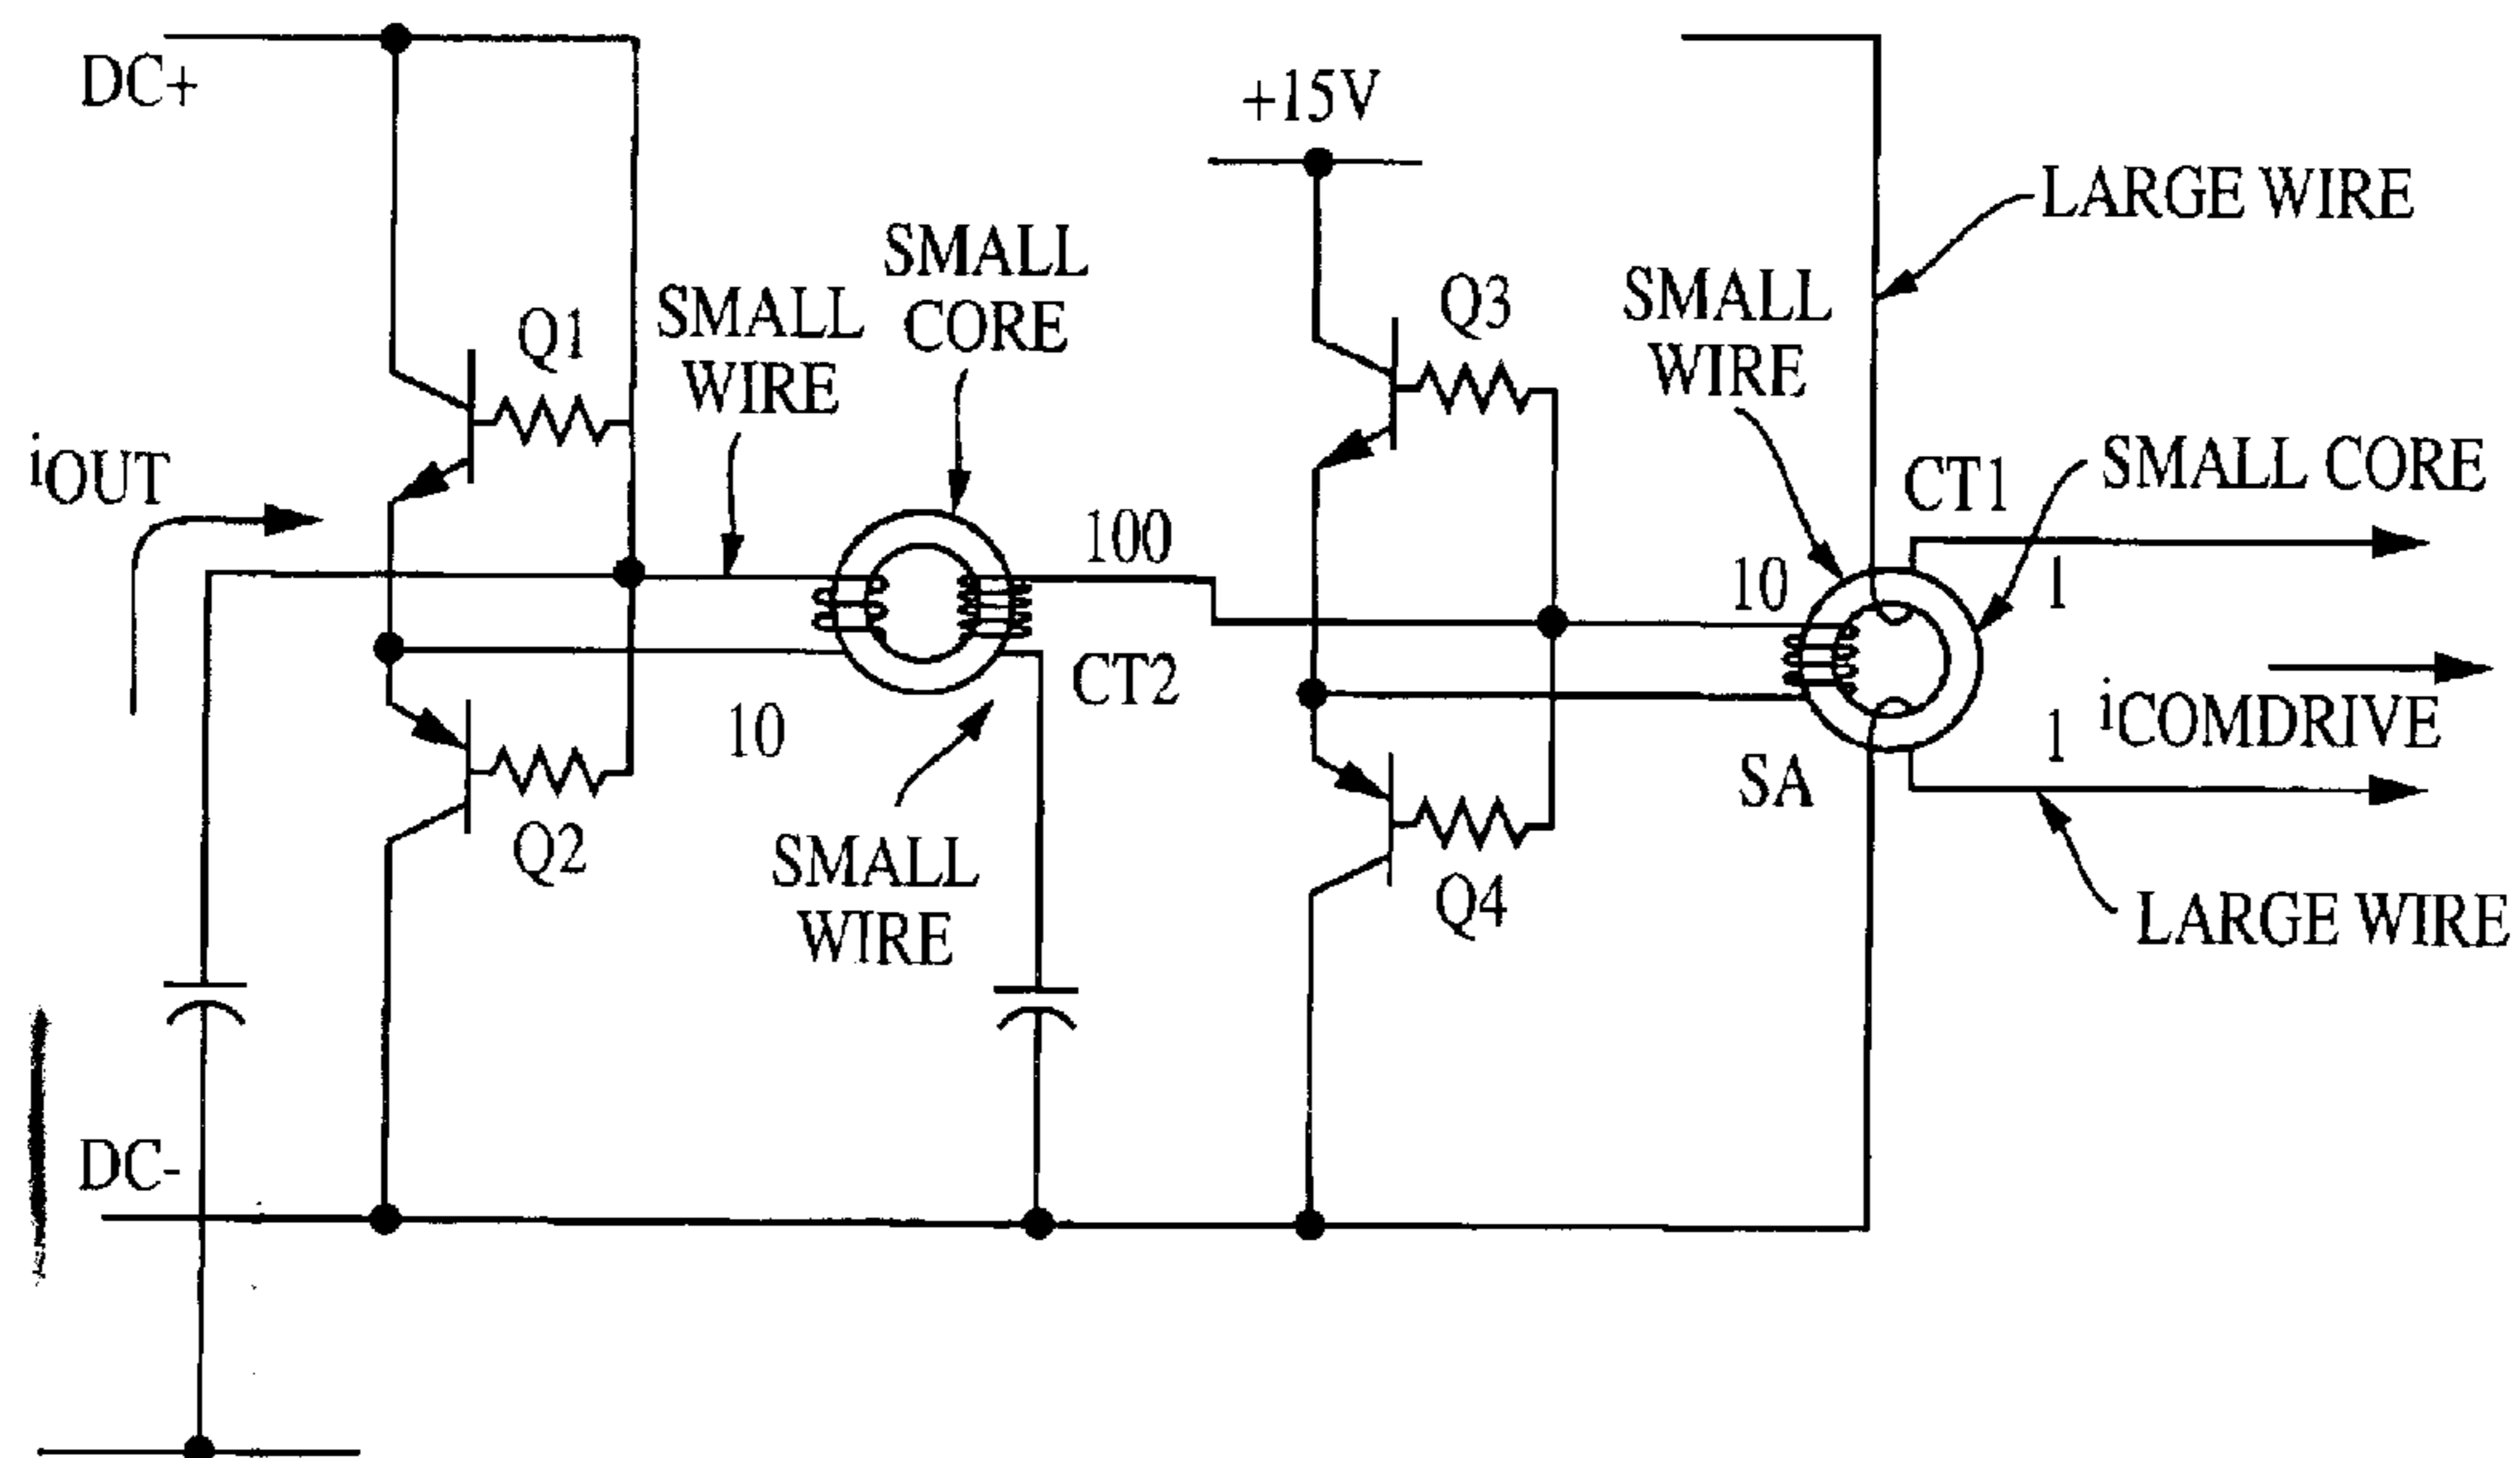 DC+
+15V
LARGE WIRE
SMALL
CORE
SMALL
WIRE
Q1
Q3
SMALL
WIRE
SMALL CORE
CT1
iOUT
100
10
1
CT2
10
1
iCOMDRIVE
SA
Q2
SMALL
WIRE
Q4
LARGE WIRE
DC-